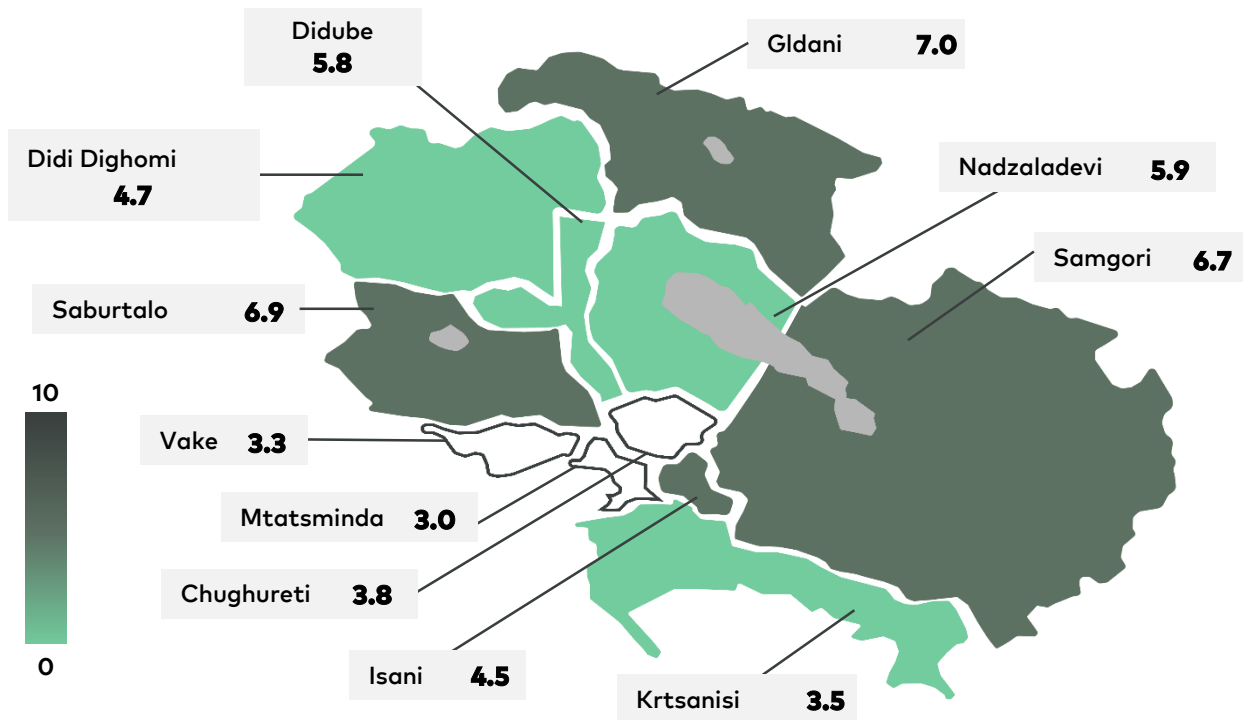 Didube
5.8
Gldani 7.0
Didi Dighomi
4.7
Nadzaladevi 5.9
Samgori 6.7
Saburtalo 6.9
10
Vake 3.3
Mtatsminda 3.0
Chughureti 3.8
0
Isani 4.5
Krtsanisi 3.5